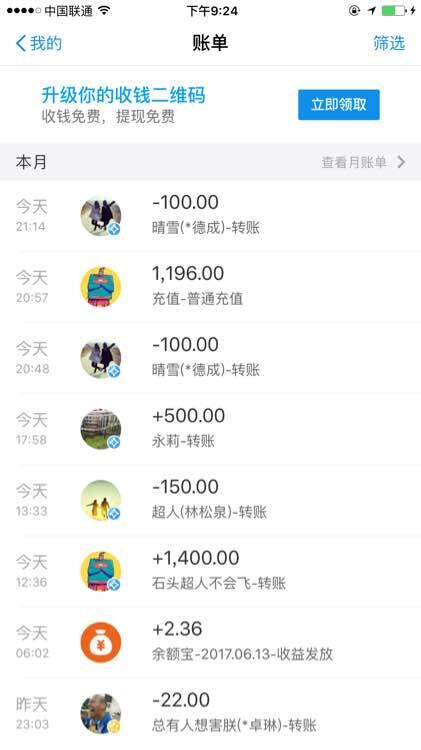 中国联通
下午9:24
我的
账单
筛选
升级你的收钱二维码
收钱免费，提现免费
立即领取
本月
查看月账单
今天
21:14
-100.00
晴雪(*德成)-转账
今天
20:57
1,196.00
充值-普通充值
今天
20:48
-100.00
晴雪(*德成)-转账
今天
17:58
+500.00
永莉-转账
今天
13:33
-150.00
超人(林松泉)-转账
今天
12:36
+1,400.00
石头超人不会飞-转账
今天
06:02
+2.36
余额宝-2017.06.13-收益发放
昨天
23:03
-22.00
总有人想害朕(*卓琳)-转账